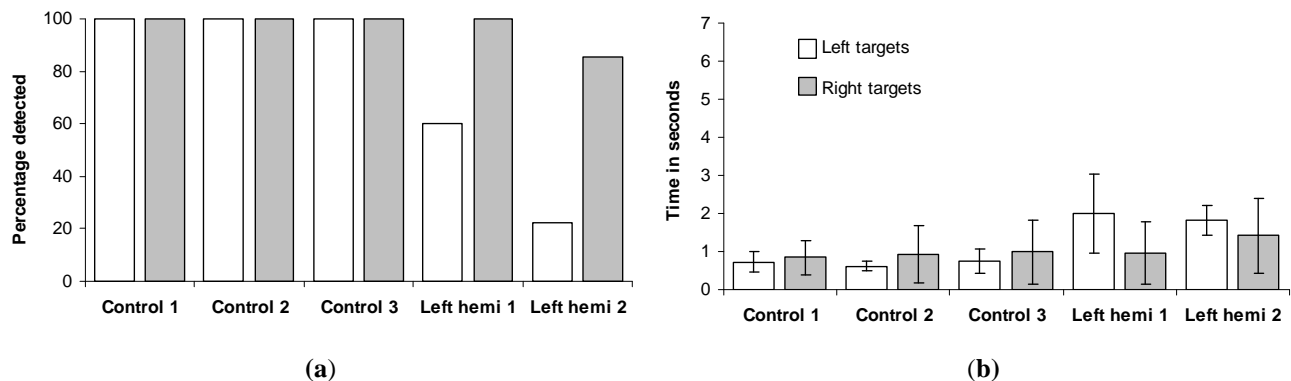 Percentage detected
100
80
60
40
20
0
Control 1 Control 2 Control 3 Left hemi 1 Left hemi 2
(a)
Time in seconds
7
6
5
4
3
2
1
0
Left targets
Right targets
Control 1 Control 2 Control 3 Left hemi 1 Left hemi 2
(b)